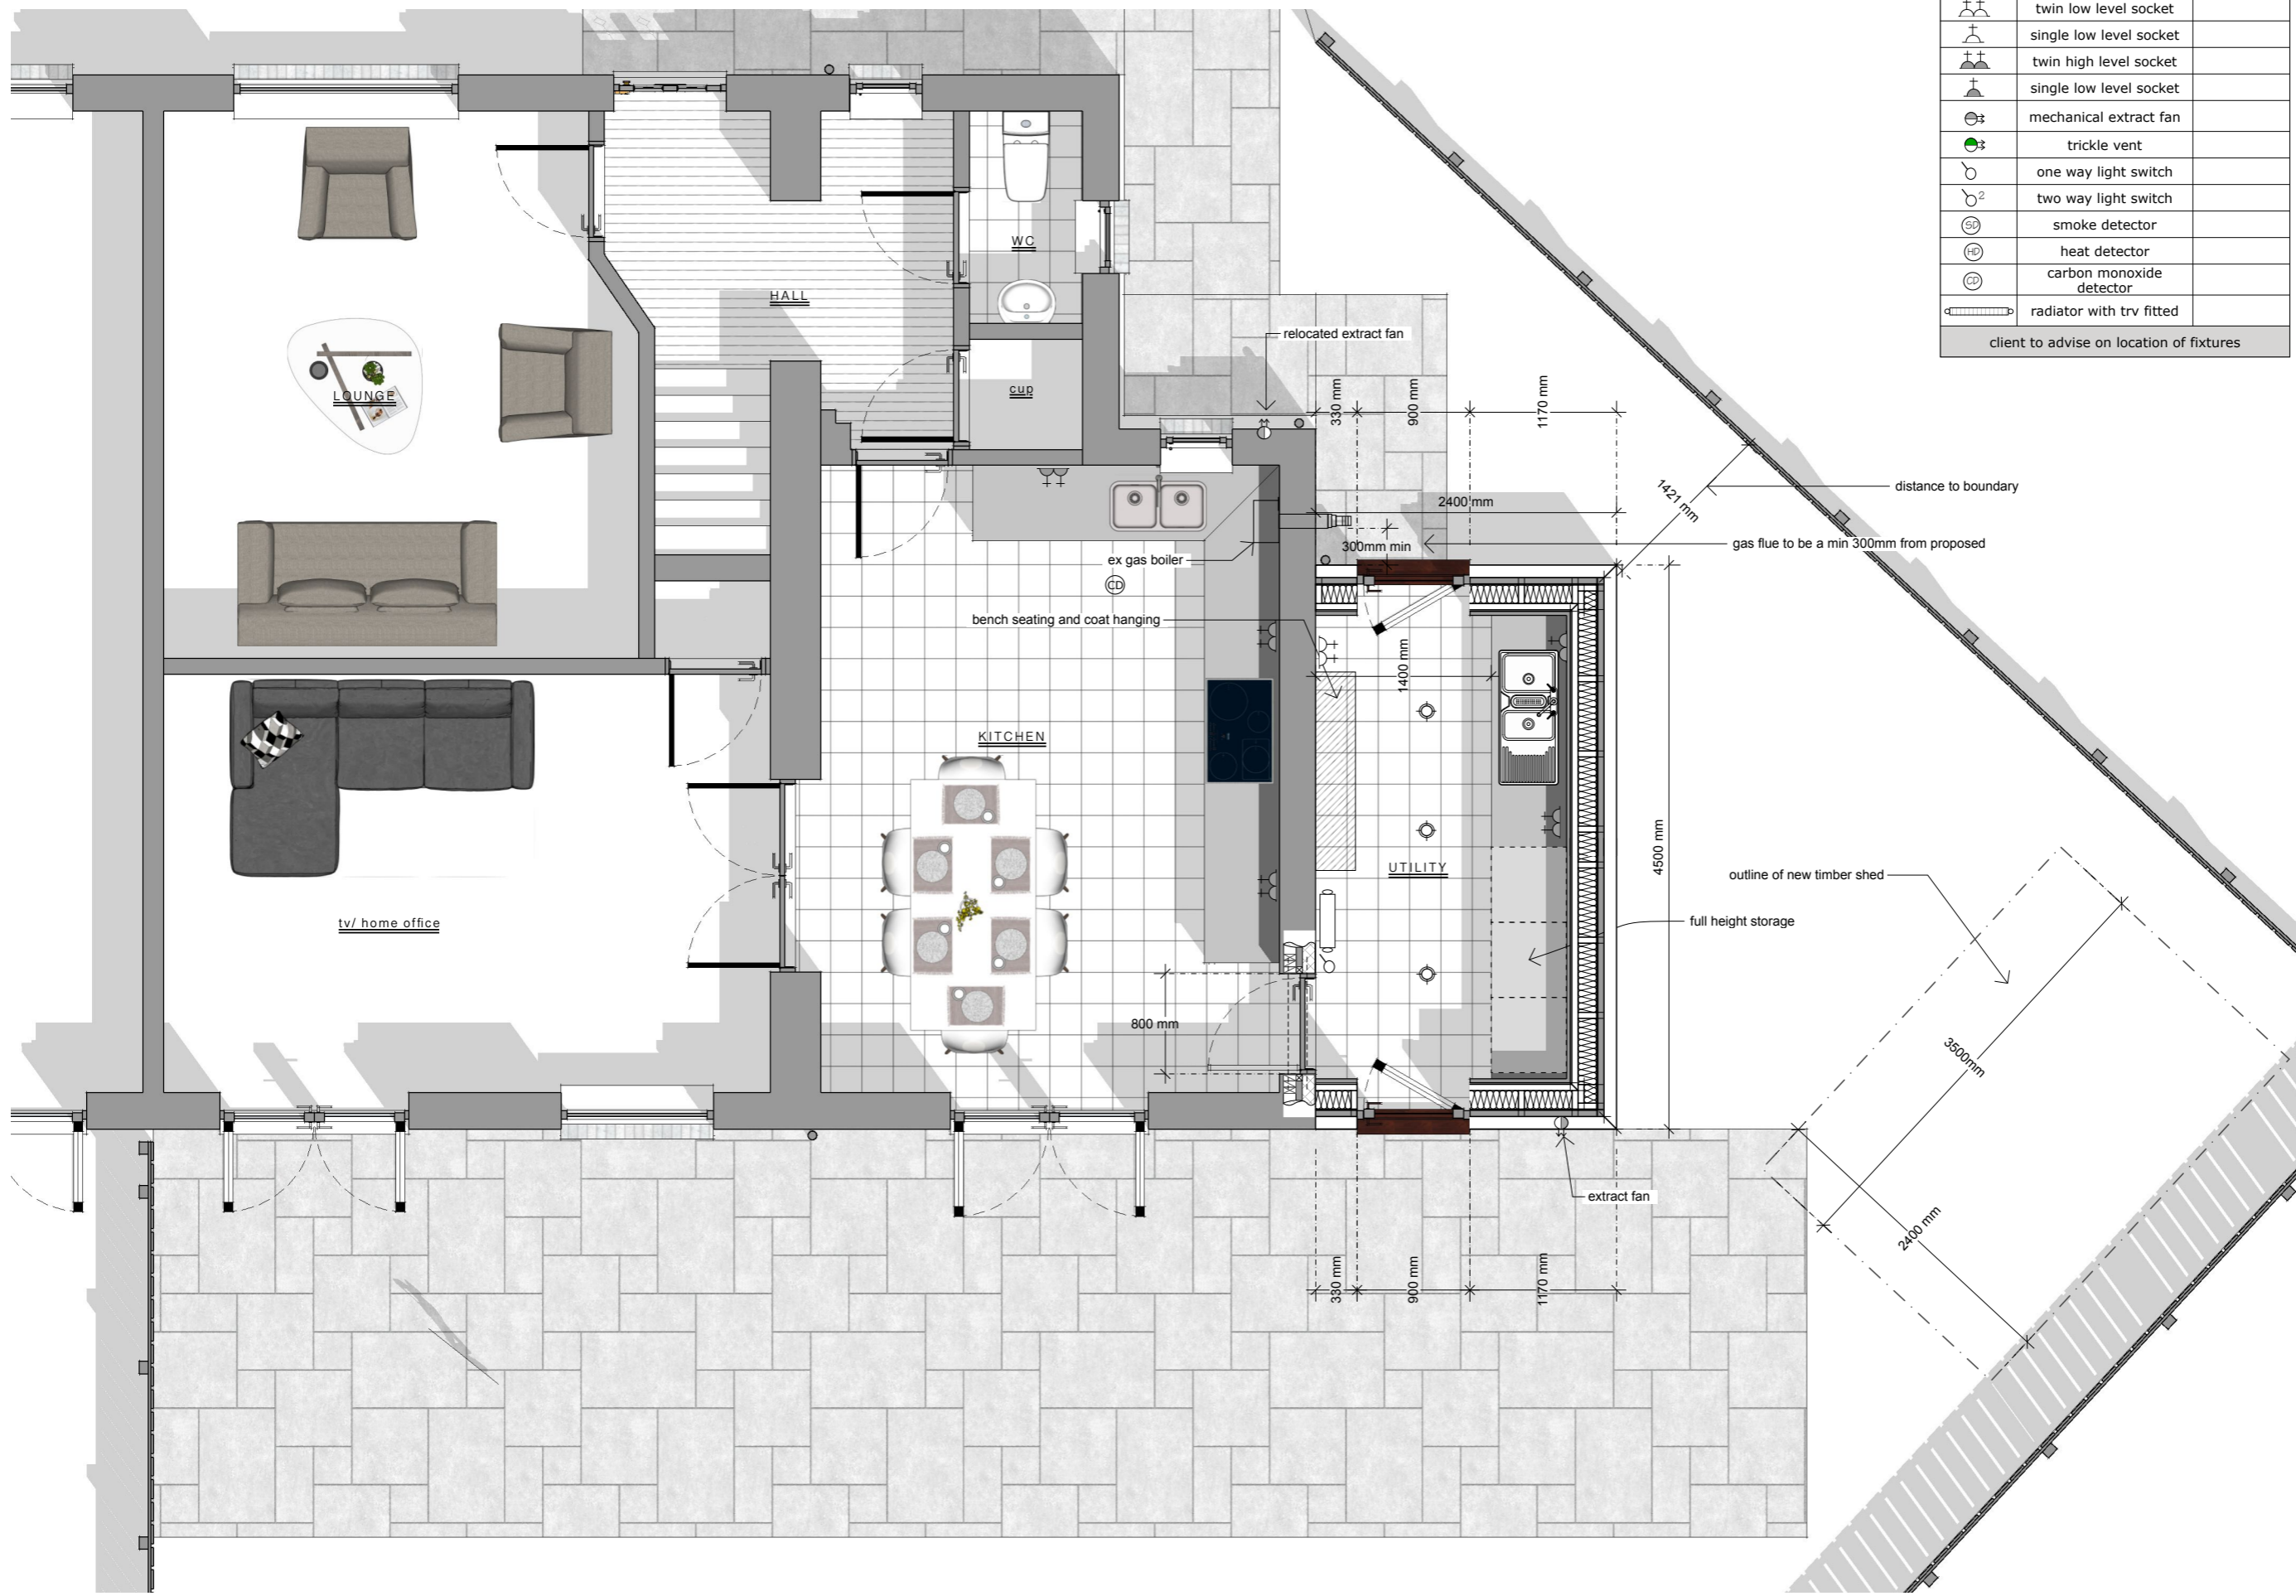 twin low level socket
single low level socket
twin high level socket
single low level socket
mechanical extract fan
trickle vent
one way light switch
2
two way light switch
SD
smoke detector
HD
heat detector
CD
carbon monoxide
detector
radiator with trv fitted
client to advise on location of fixtures
WC
HALL
relocated extract fan
cup
LOUNGE
330 mm
900 mm
1170 mm
distance to boundary
1421 mm
2400 mm
300mm min
gas flue to be a min 300mm from proposed
ex gas boiler
CD
bench seating and coat hanging
1400 mm
KITCHEN
UTILITY
4500 mm
outline of new timber shed
full height storage
tv/ home office
800 mm
3500mm
extract fan
2400 mm
330 mm
900 mm
1170 mm